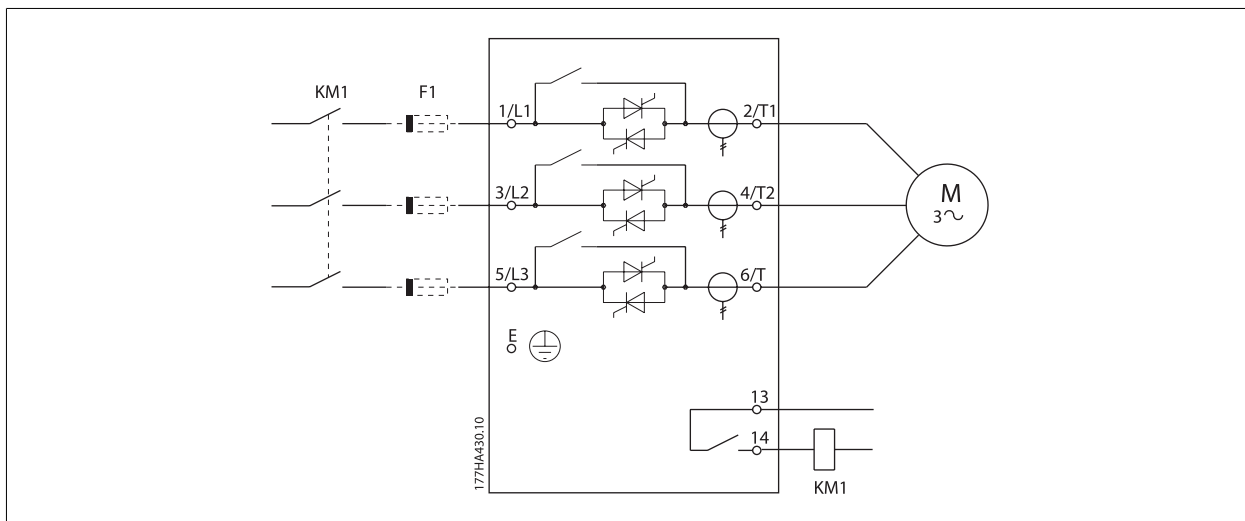 KM1
F1
1/L1
2/T1
3/L2
4/T2
M
3~
5/L3
6/T
E
13
14
KM1
177HA430.10